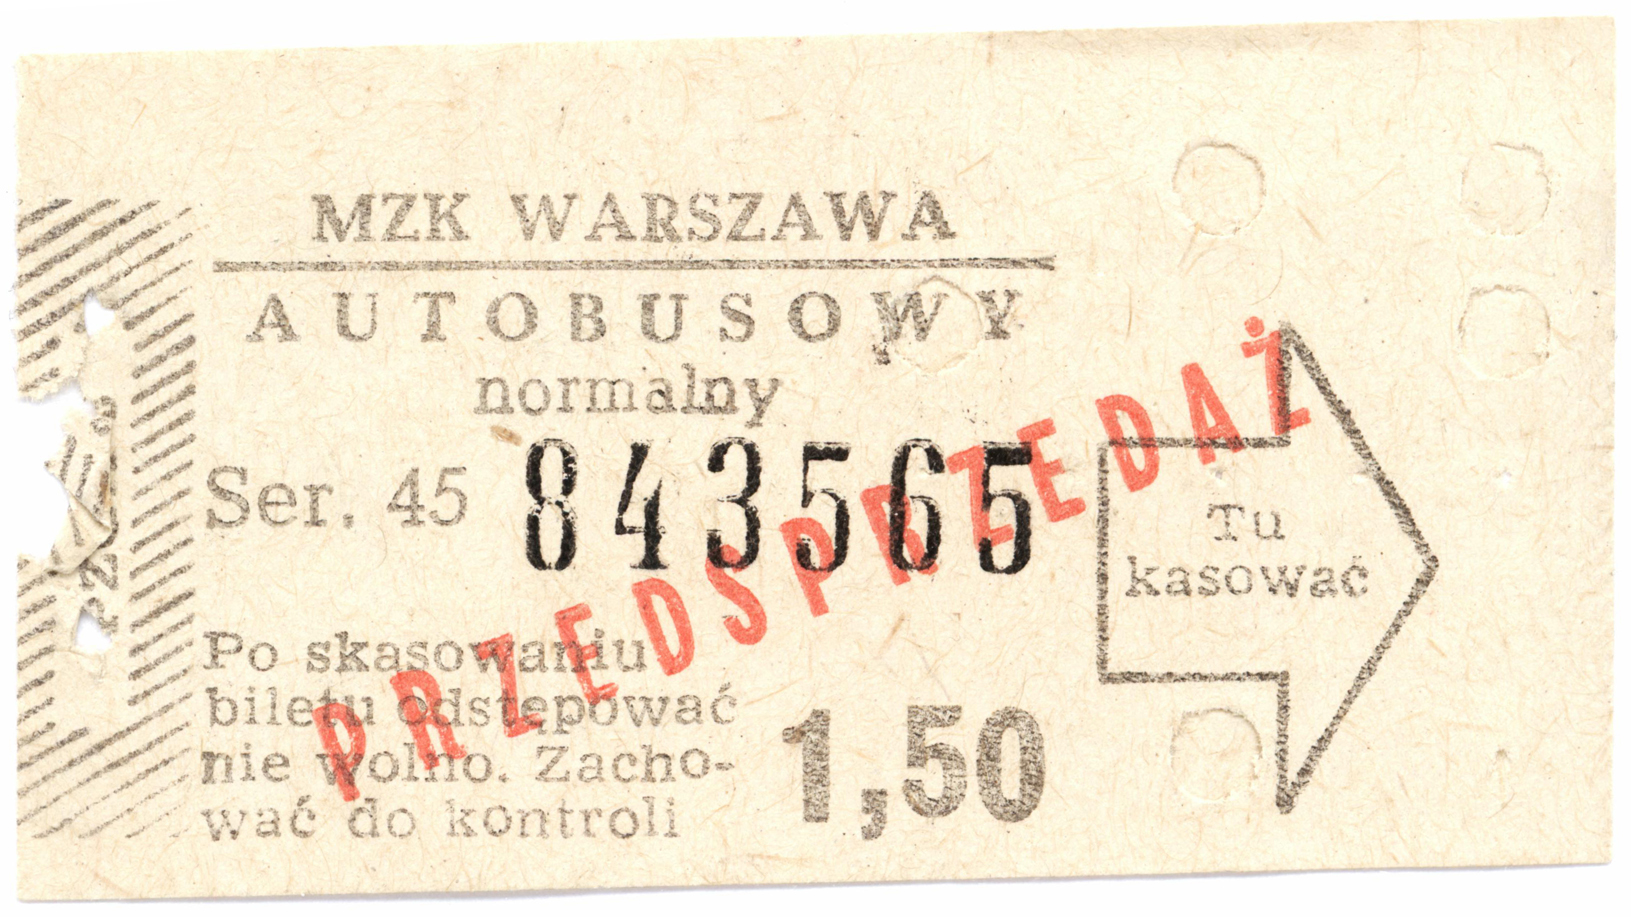 MZK WARSZAWA
AUTOBUSOWY
normalny
Ser. 45 843565
PRZEDSPRZEDAŻ
Tu
kasować
Po skasowaniu
biletu odstępować
nie wolno. Zacho-
wać do kontroli
1,50